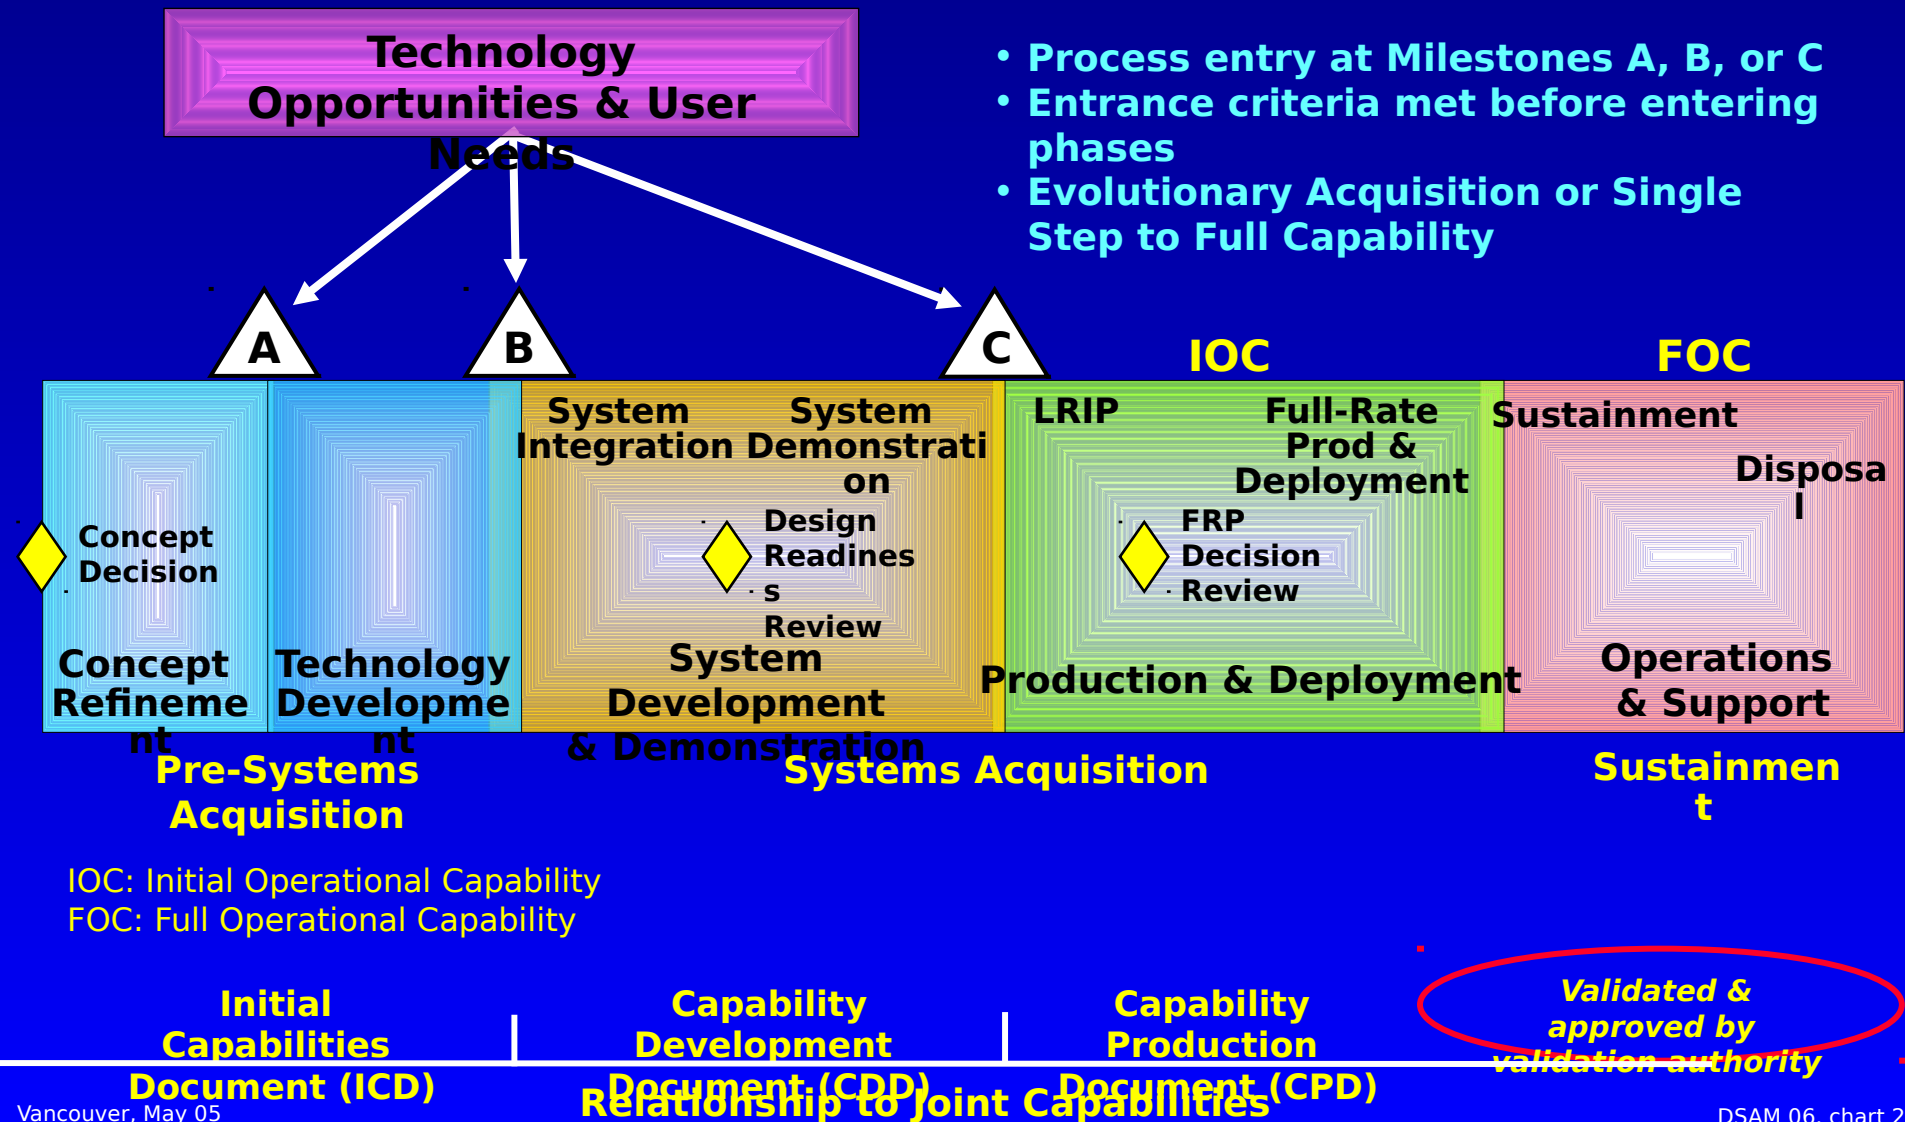 Technology
Opportunities & User
Needs
• Process entry at Milestones A, B, or C
• Entrance criteria met before entering
phases
• Evolutionary Acquisition or Single
Step to Full Capability
A
B
C
IOC
FOC
System
Integration
System
Demonstrati
on
LRIP
Full-Rate
Prod &
Deployment
Sustainment
Disposa
l
Concept
Decision
Design
Readines
s
Review
FRP
Decision
Review
Concept
Refineme
nt
Technology
Developme
nt
System
Development
& Demonstration
Production & Deployment
Operations
& Support
Pre-Systems
Acquisition
Systems Acquisition
Sustainmen
t
IOC: Initial Operational Capability
FOC: Full Operational Capability
Initial
Capabilities
Document (ICD)
Capability
Development
Document (CDD)
Capability
Production
Document (CPD)
Validated &
approved by
validation authority
Relationship to Joint Capabilities
Vancouver, May 05
DSAM 06, chart 2